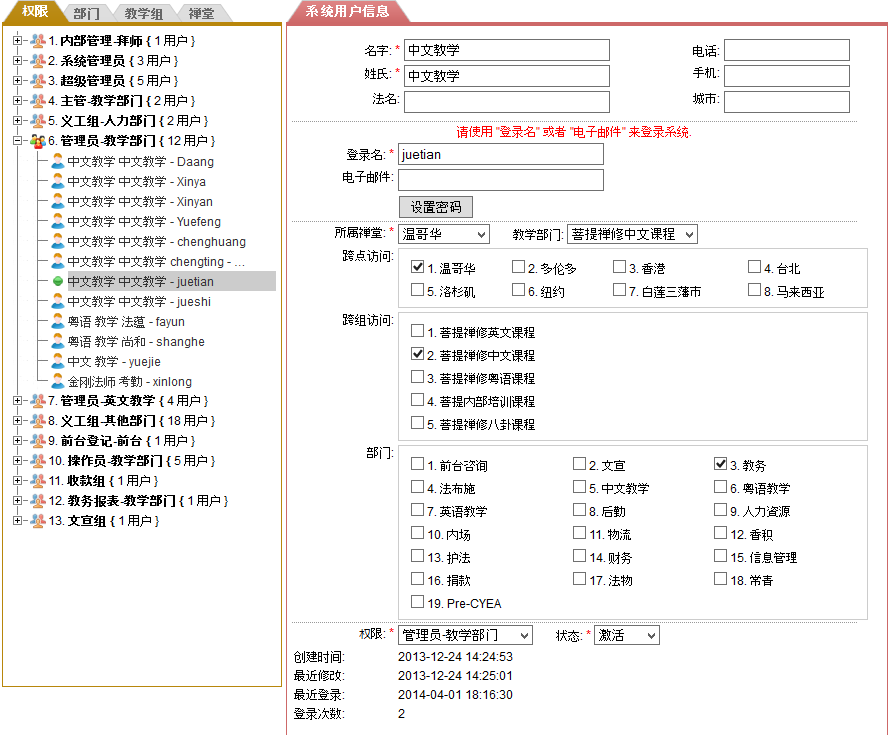 权限 部门 教学组 禅堂
1. 内部管理-拜师 { 1 用户 }
2. 系统管理员 { 3 用户 }
3. 超级管理员 { 5 用户 }
4. 主管-教学部门 { 2 用户 }
5. 义工组-人力部门 { 2 用户 }
6. 管理员-教学部门 { 12 用户 }
中文教学 中文教学 - Daang
中文教学 中文教学 - Xinya
中文教学 中文教学 - Xinyan
中文教学 中文教学 - Yuefeng
中文教学 中文教学 - chenghuang
中文教学 中文教学 chengting - ...
中文教学 中文教学 - juetian
中文教学 中文教学 - jueshi
粤语 教学 法蕴 - fayun
粤语 教学 尚和 - shanghe
中文 教学 - yuejie
金刚法师 考勤 - xinlong
7. 管理员-英文教学 { 4 用户 }
8. 义工组-其他部门 { 18 用户 }
9. 前台登记-前台 { 1 用户 }
10. 操作员-教学部门 { 5 用户 }
11. 收款组 { 1 用户 }
12. 教务报表-教学部门 { 1 用户 }
13. 文宣组 { 1 用户 }
系统用户信息
名字: * 中文教学 电话:
姓氏: * 中文教学 手机:
法名: 城市:
请使用 "登录名" 或者 "电子邮件" 来登录系统.
登录名: * juetian
电子邮件:
设置密码
所属禅堂: * 温哥华 教学部门: 菩提禅修中文课程
跨点访问: 1. 温哥华 2. 多伦多 3. 香港 4. 台北
5. 洛杉矶 6. 纽约 7. 白莲三藩市 8. 马来西亚
跨组访问: 1. 菩提禅修英文课程
2. 菩提禅修中文课程
3. 菩提禅修粤语课程
4. 菩提内部培训课程
5. 菩提禅修八卦课程
部门: 1. 前台咨询 2. 文宣 3. 教务
4. 法布施 5. 中文教学 6. 粤语教学
7. 英语教学 8. 后勤 9. 人力资源
10. 内场 11. 物流 12. 香积
13. 护法 14. 财务 15. 信息管理
16. 捐款 17. 法物 18. 常青
19. Pre-CYEA
权限: * 管理员-教学部门 状态: * 激活
创建时间: 2013-12-24 14:24:53
最近修改: 2013-12-24 14:25:01
最近登录: 2014-04-01 18:16:30
登录次数: 2